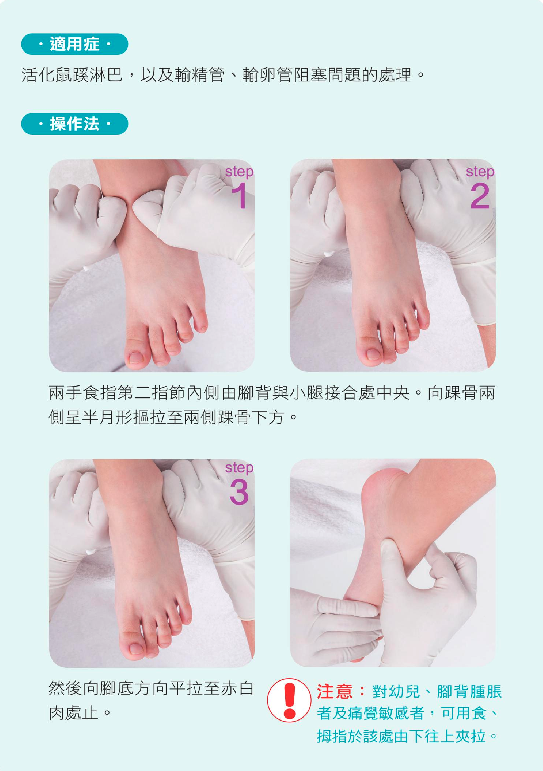 ・適用症・
活化鼠蹊淋巴，以及輸精管、輸卵管阻塞問題的處理。
・操作法・
step
1
step
2
兩手食指第二指節內側由腳背與小腿接合處中央。向踝骨兩
側呈半月形摳拉至兩側踝骨下方。
step
3
然後向腳底方向平拉至赤白
肉處止。
注意：對幼兒、腳背腫脹
者及痛覺敏感者，可用食、
拇指於該處由下往上夾拉。